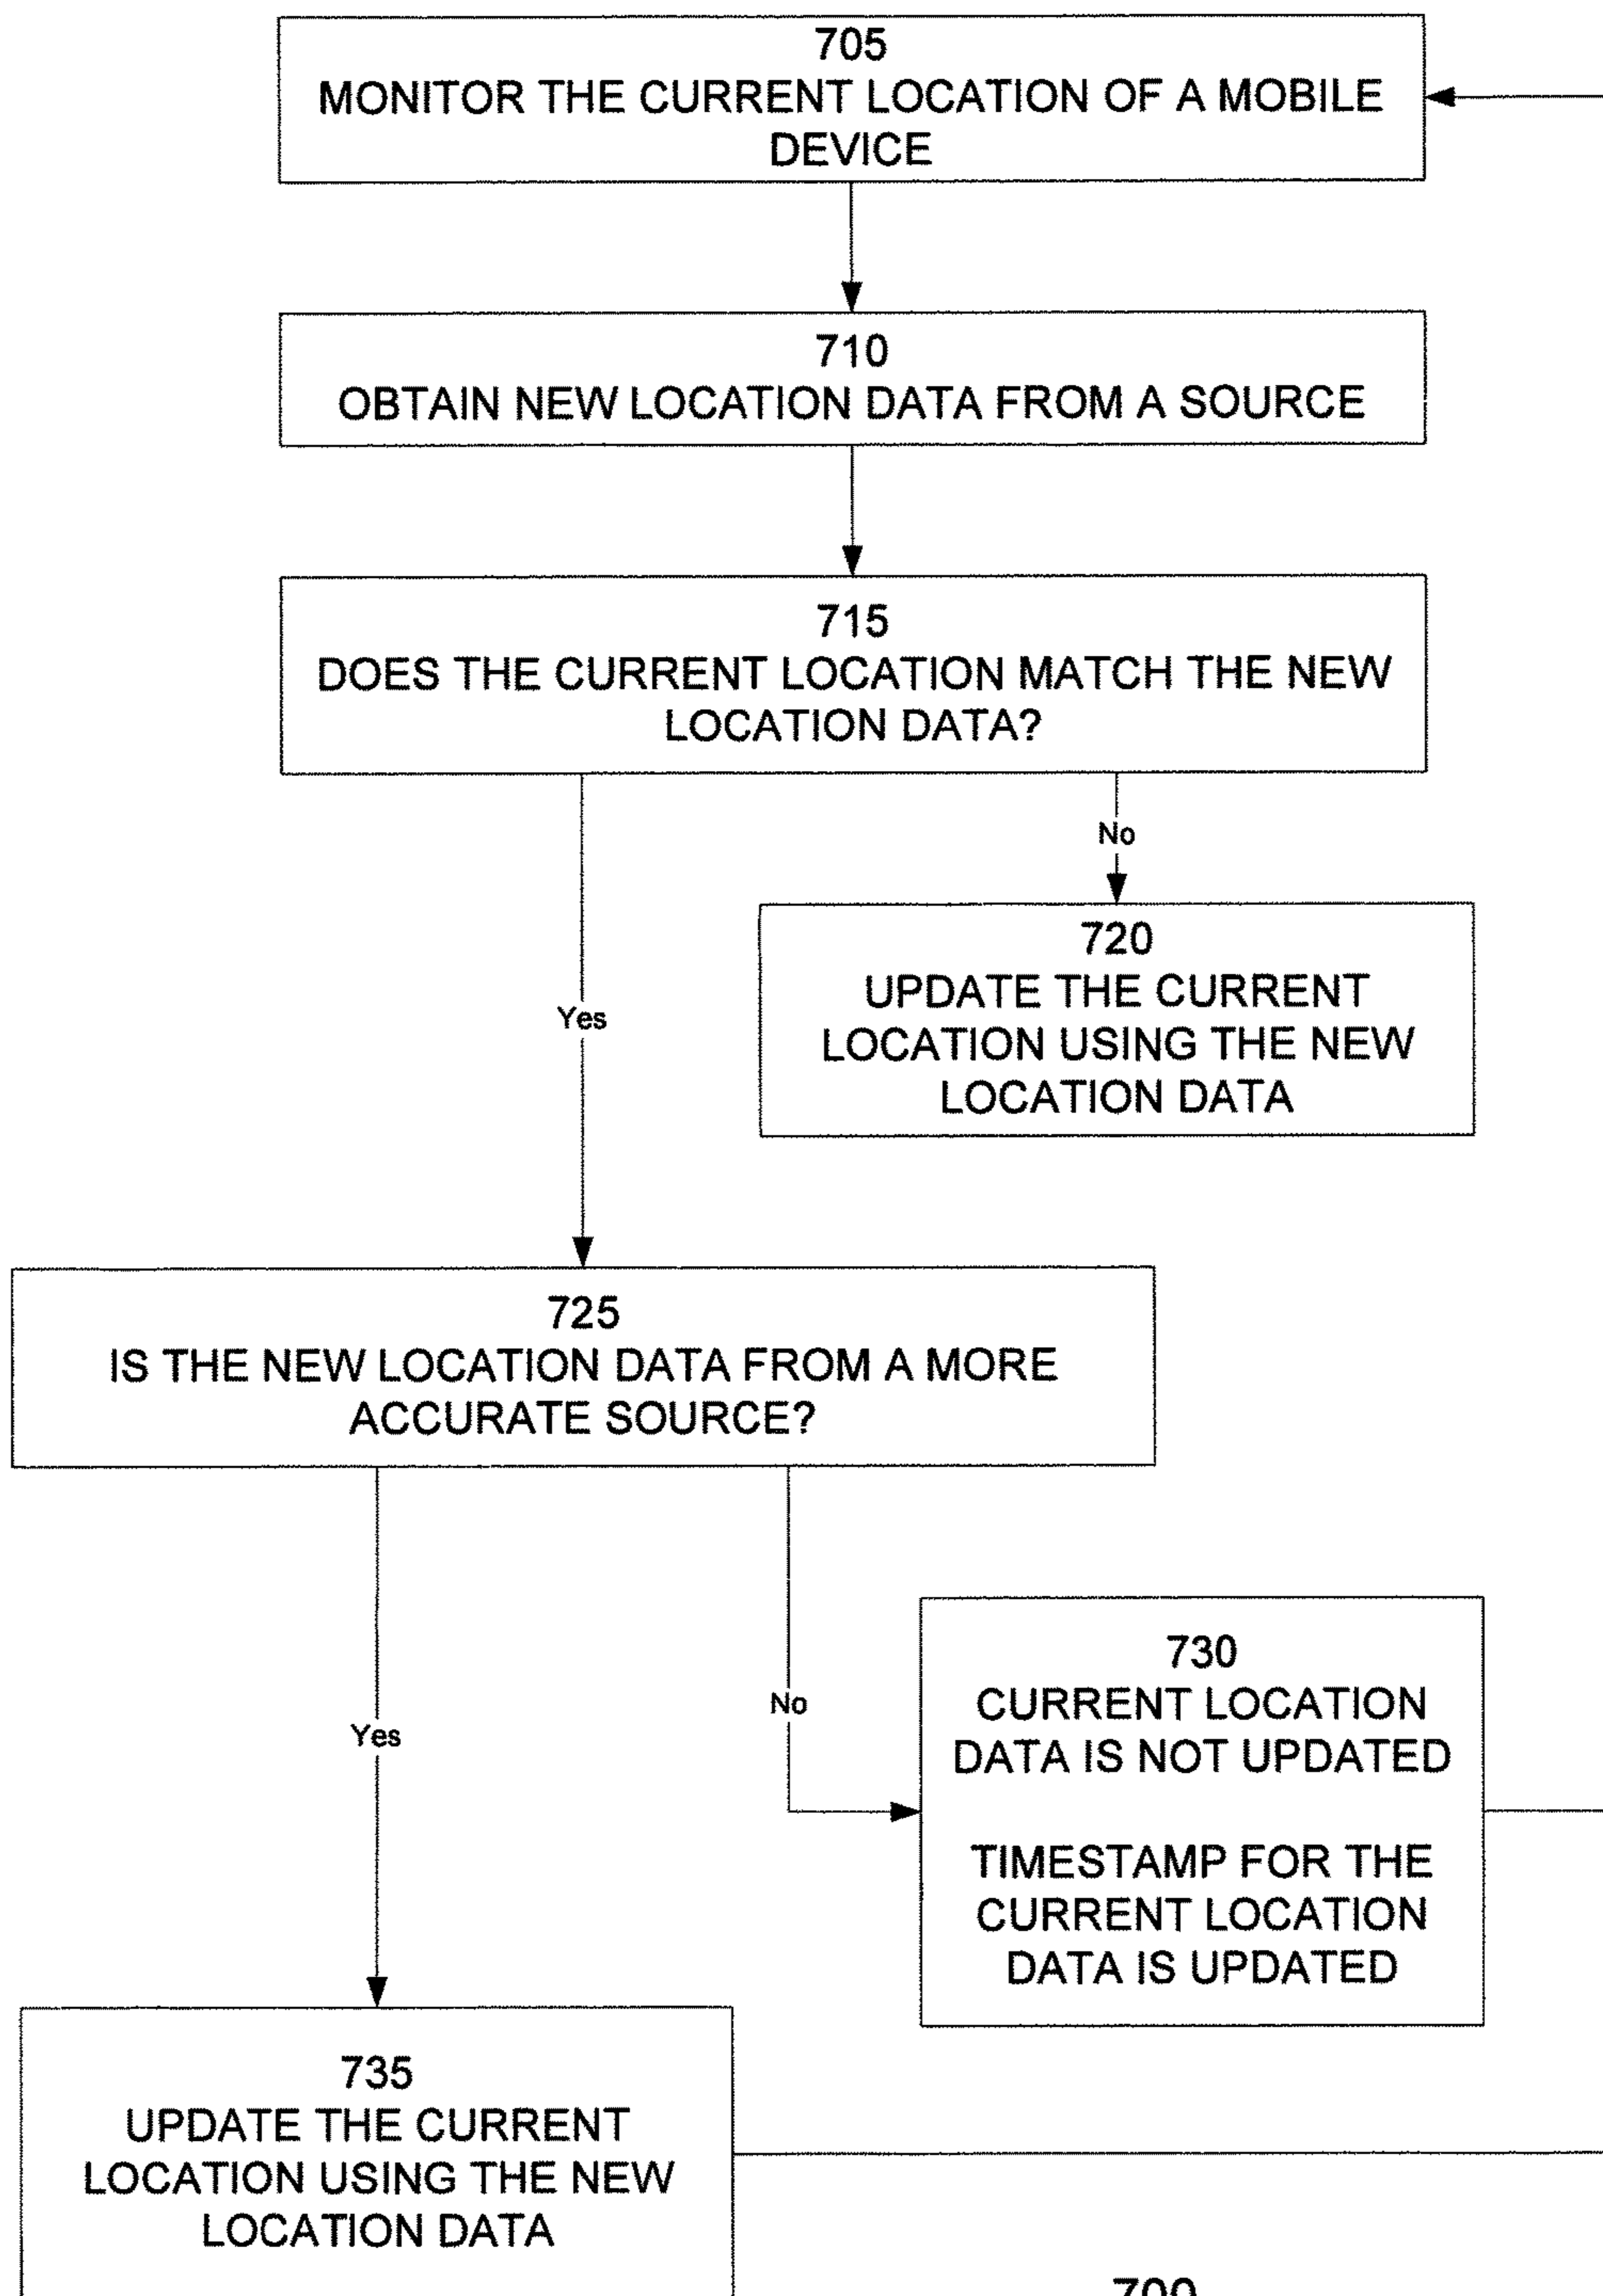 705
MONITOR THE CURRENT LOCATION OF A MOBILE
DEVICE
710
OBTAIN NEW LOCATION DATA FROM A SOURCE
715
DOES THE CURRENT LOCATION MATCH THE NEW
LOCATION DATA?
No
720
UPDATE THE CURRENT
LOCATION USING THE NEW
LOCATION DATA
Yes
725
IS THE NEW LOCATION DATA FROM A MORE
ACCURATE SOURCE?
No
730
CURRENT LOCATION
DATA IS NOT UPDATED
TIMESTAMP FOR THE
CURRENT LOCATION
DATA IS UPDATED
Yes
735
UPDATE THE CURRENT
LOCATION USING THE NEW
LOCATION DATA